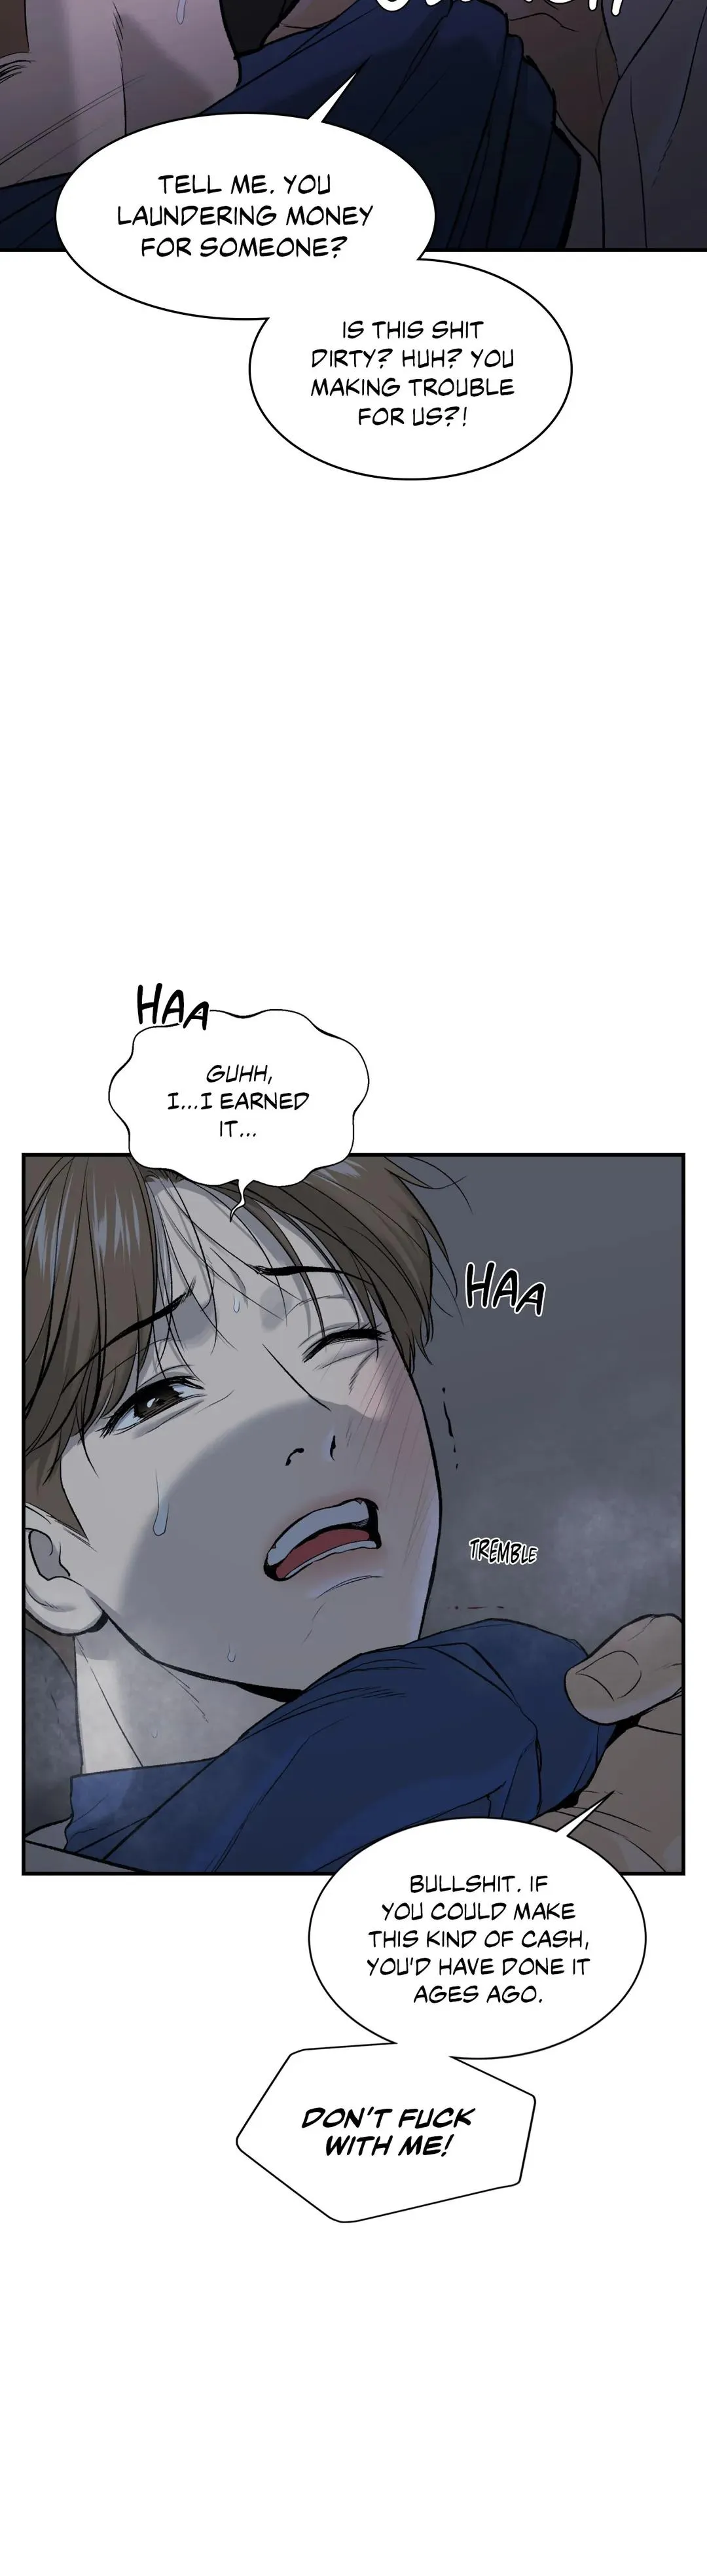 TELL ME. YOU
LAUNDERING MONEY
FOR SOMEONE?
IS THIS SHIT
DIRTY? HUH? YOU
MAKING TROUBLE
FOR US?!
HAA
GUHH,
I...I EARNED
IT...
HAA
TREMBLE
BULLSHIT. IF
YOU COULD MAKE
THIS KIND OF CASH,
YOU'D HAVE DONE IT
AGES AGO.
DON'T FUCK
WITH ME!